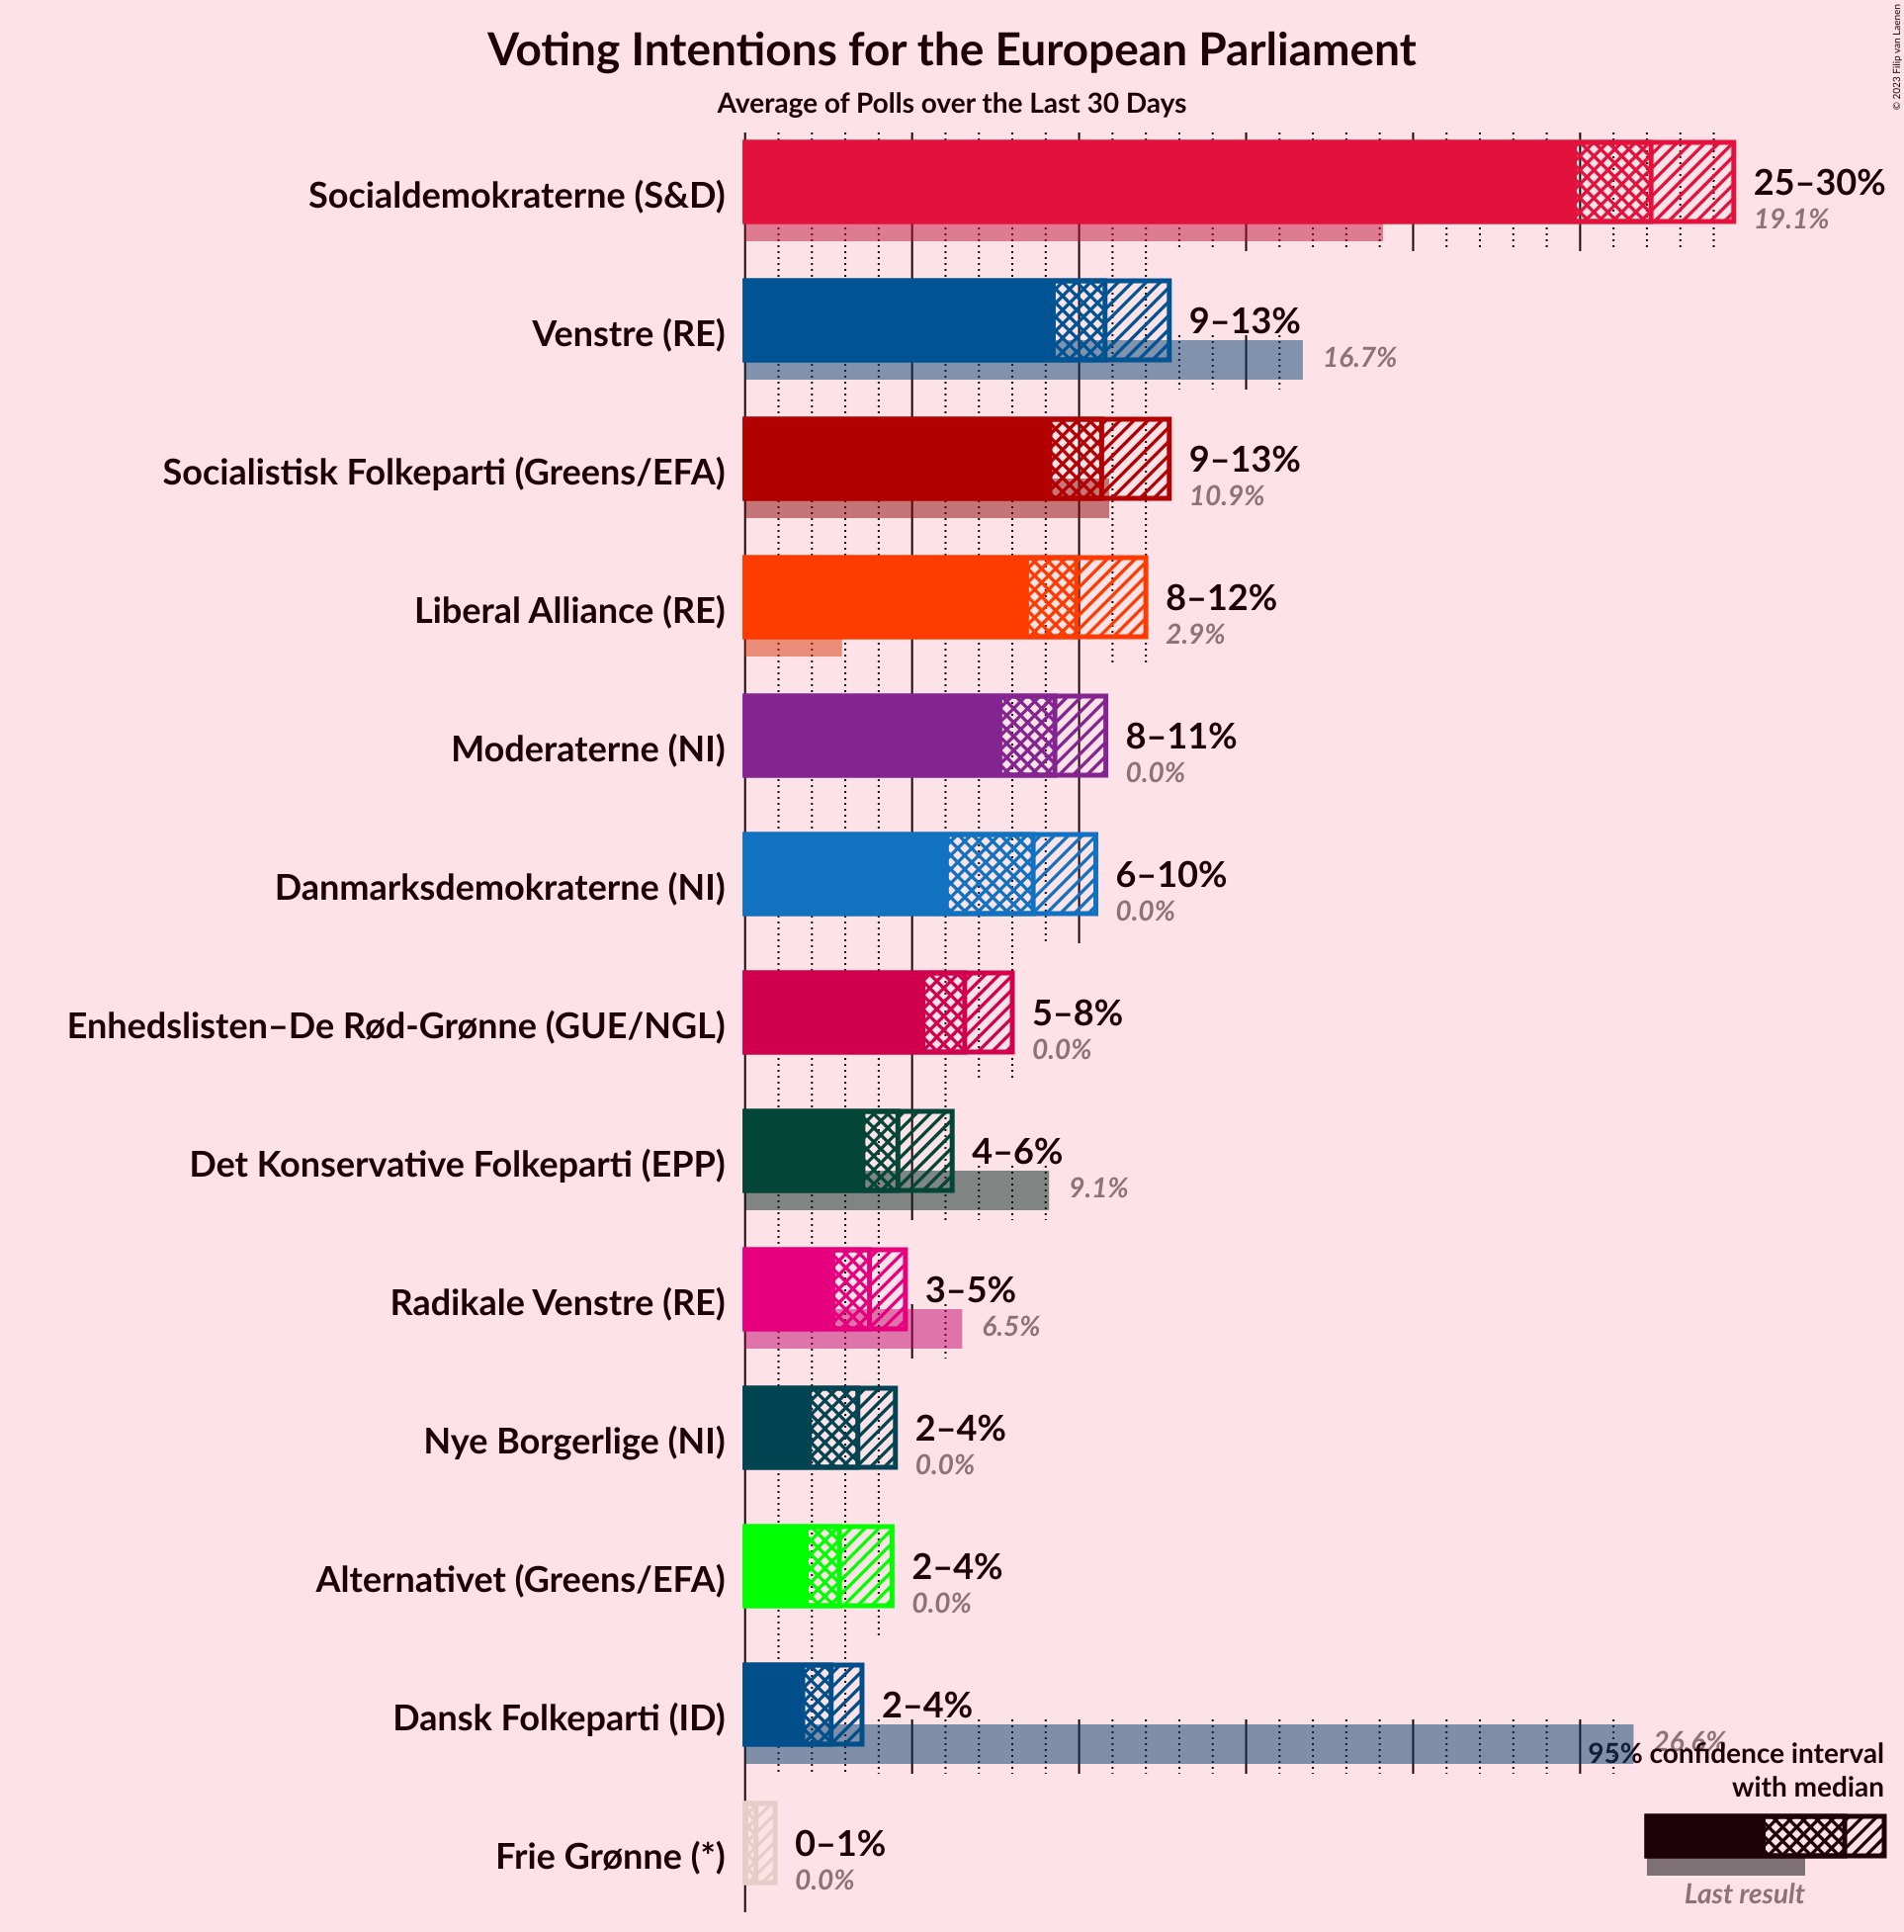 Voting Intentions for the European Parliament
Average of Polls over the Last 30 Days
© 2023 Filip van Laenen
Socialdemokraterne (S&D)
25–30%
19.1%
Venstre (RE)
9–13%
16.7%
Socialistisk Folkeparti (Greens/EFA)
9–13%
10.9%
Liberal Alliance (RE)
8–12%
2.9%
Moderaterne (NI)
8–11%
0.0%
Danmarksdemokraterne (NI)
6–10%
0.0%
Enhedslisten–De Rød-Grønne (GUE/NGL)
5–8%
0.0%
Det Konservative Folkeparti (EPP)
4–6%
9.1%
Radikale Venstre (RE)
3–5%
6.5%
Nye Borgerlige (NI)
2–4%
0.0%
Alternativet (Greens/EFA)
2–4%
0.0%
Dansk Folkeparti (ID)
2–4%
26.6%
Frie Grønne (*)
0–1%
0.0%
95% confidence interval
with median
Last result